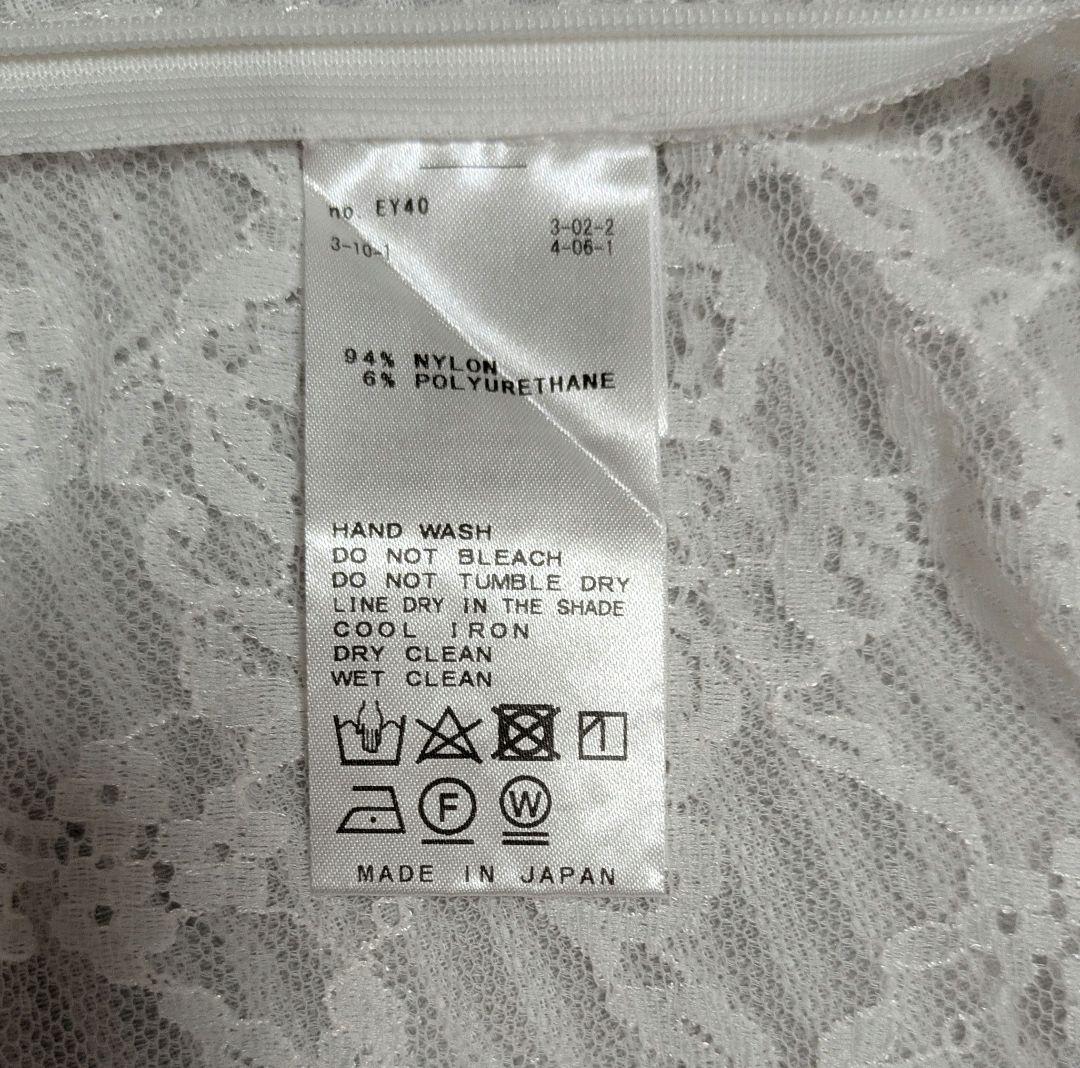 no EY40
3-02-2
3-10-1
4-06-1
94% NYLON
6% POLYURETHANE
HAND WASH
DO NOT BLEACH
DO NOT TUMBLE DRY
LINE DRY IN THE SHADE
COOL IRON
DRY CLEAN
WET CLEAN
F W
MADE IN JAPAN